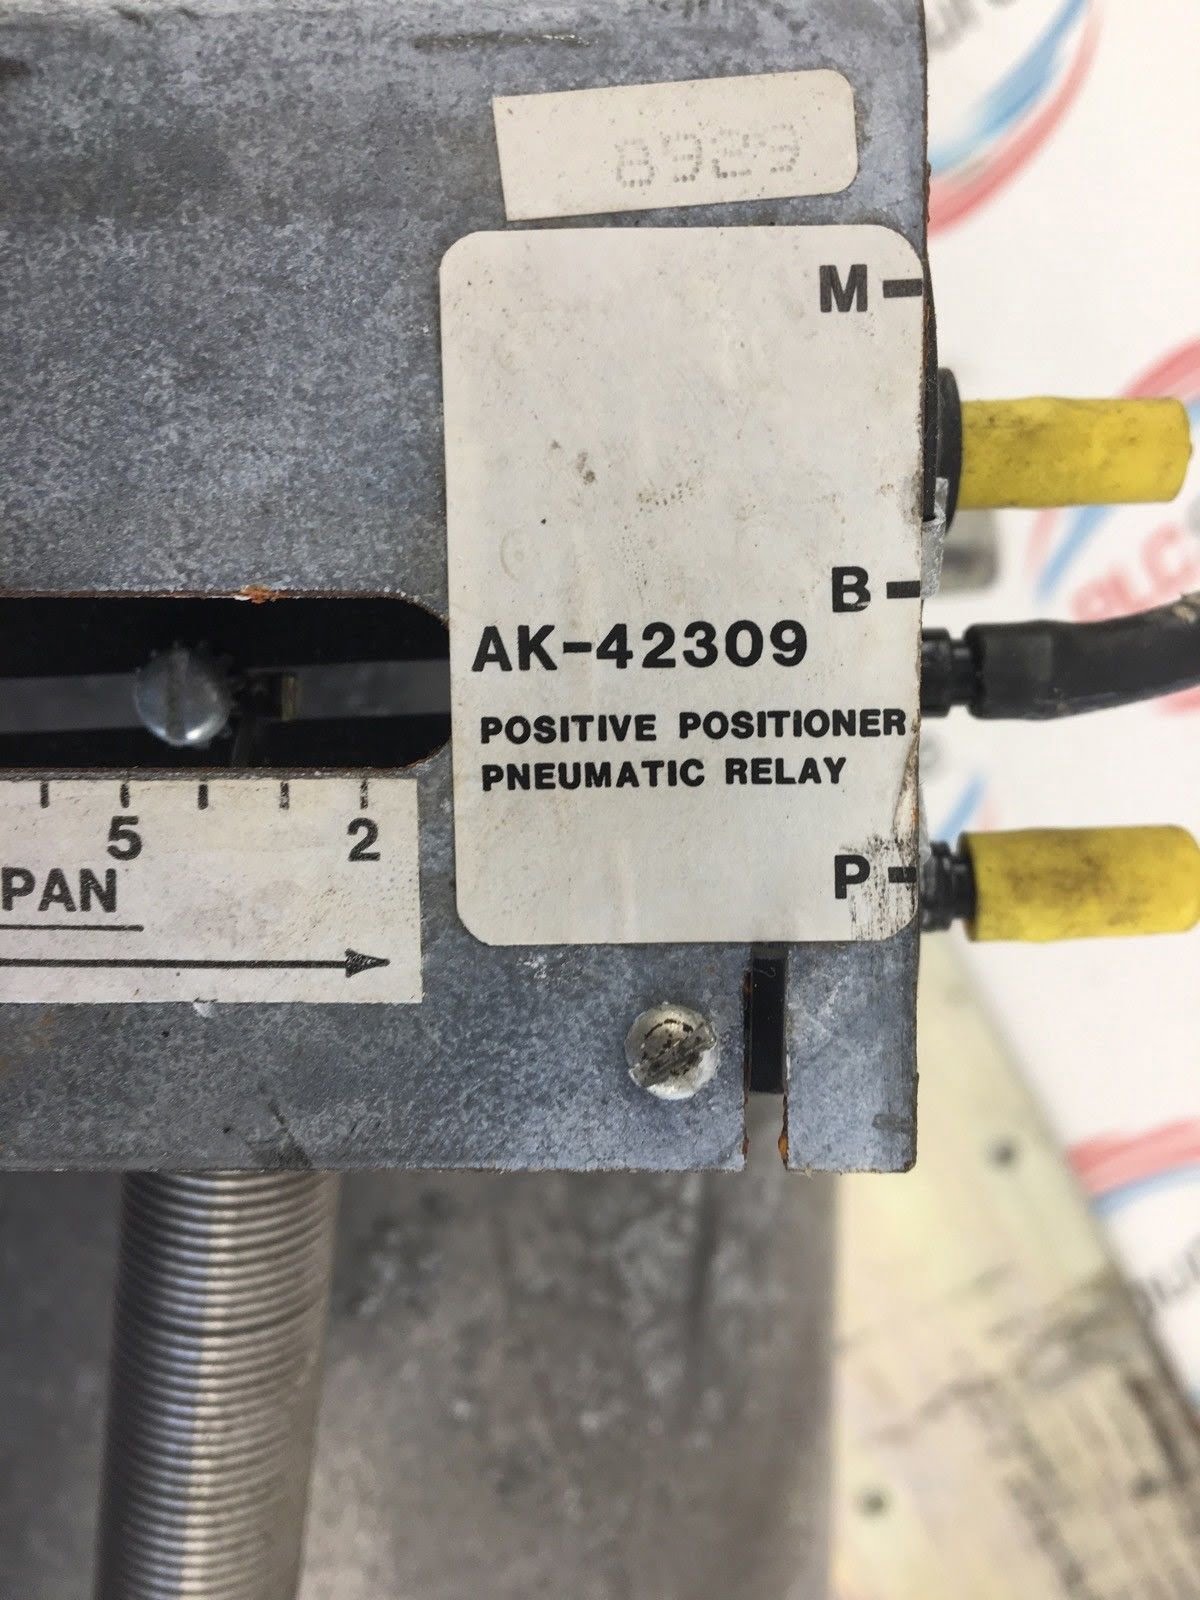 8929
M
B
AK-42309
POSITIVE POSITIONER
PNEUMATIC RELAY
P
5 2
PAN